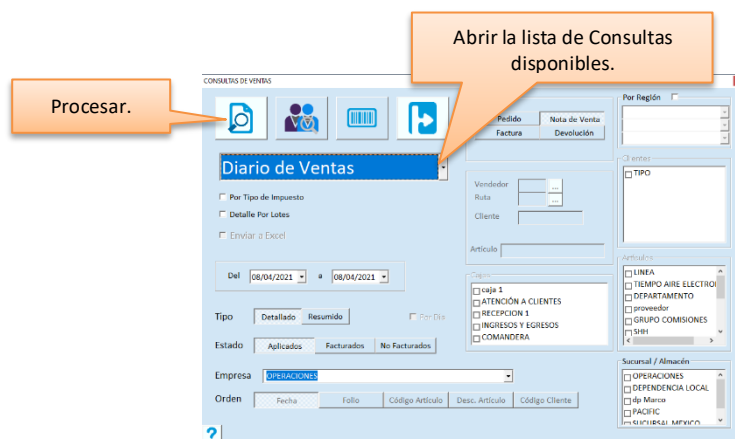 Abrir la lista de Consultas
disponibles.
Procesar.
CONSULTAS DE VENTAS
Por Región
Pedido
Nota de Venta
Factura
Devolución
Diario de Ventas
Clientes
TIPO
Por Tipo de Impuesto
Detalle Por Lotes
Enviar a Excel
Vendedor
...
Ruta
...
Cliente
Artículo
Artículos
LINEA
TIEMPO AIRE ELECTRO
DEPARTAMENTO
proveedor
GRUPO COMISIONES
SHH
Del
08/04/2021
a
08/04/2021
Cajas
caja 1
ATENCIÓN A CLIENTES
RECEPCION 1
INGRESOS Y EGRESOS
COMANDERA
Tipo
Detallado
Resumido
Por Dia
Estado
Aplicados
Facturados
No Facturados
Sucursal / Almacén
OPERACIONES
DEPENDENCIA LOCAL
dp Marco
PACIFIC
SUCURSAL MEXICO
Empresa
OPERACIONES
Orden
Fecha
Folio
Código Artículo
Desc. Artículo
Código Cliente
?